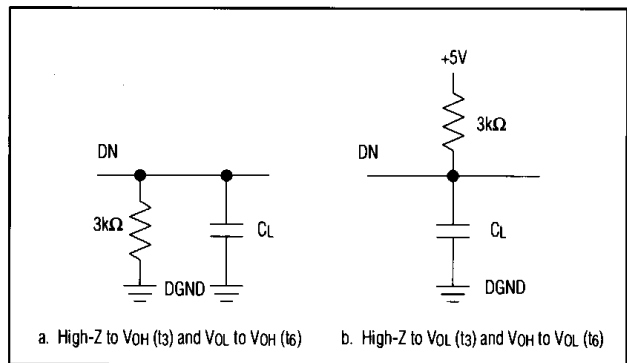 DN
3kΩ
CL
DGND
a. High-Z to VOH (t3) and VOL to VOH (t6)
+5V
3kΩ
DN
CL
DGND
b. High-Z to VOL (t3) and VOH to VOL (t6)